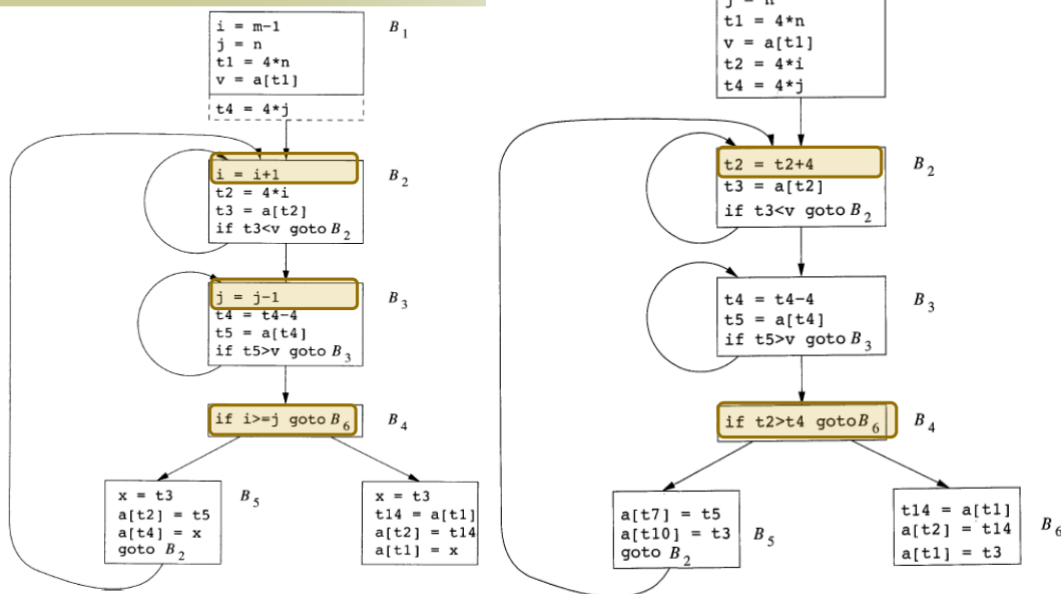 i = m-1
j = n
t1 = 4*n
v = a[t1]
t4 = 4*j
B1
i = i+1
t2 = 4*i
t3 = a[t2]
if t3<v goto B2
B2
j = j-1
t4 = t4-4
t5 = a[t4]
if t5>v goto B3
B3
if i>=j goto B6
B4
x = t3
a[t2] = t5
a[t4] = x
goto B2
B5
x = t3
t14 = a[t1]
a[t2] = t14
a[t1] = x
j = n
t1 = 4*n
v = a[t1]
t2 = 4*i
t4 = 4*j
t2 = t2+4
t3 = a[t2]
if t3<v goto B2
B2
t4 = t4-4
t5 = a[t4]
if t5>v goto B3
B3
if t2>t4 goto B6
B4
a[t7] = t5
a[t10] = t3
goto B2
B5
t14 = a[t1]
a[t2] = t14
a[t1] = t3
B6